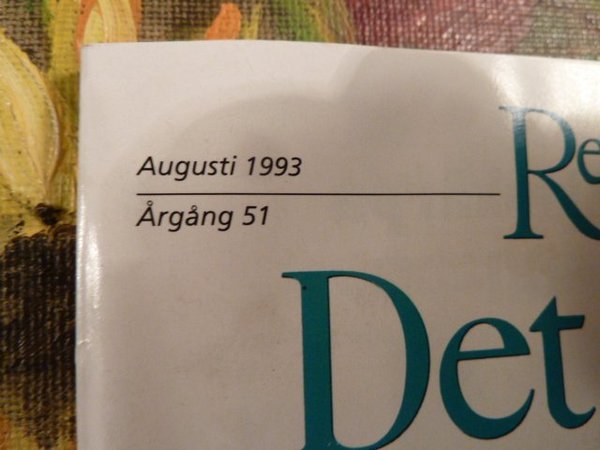 Augusti 1993
Årgång 51
Re
Det